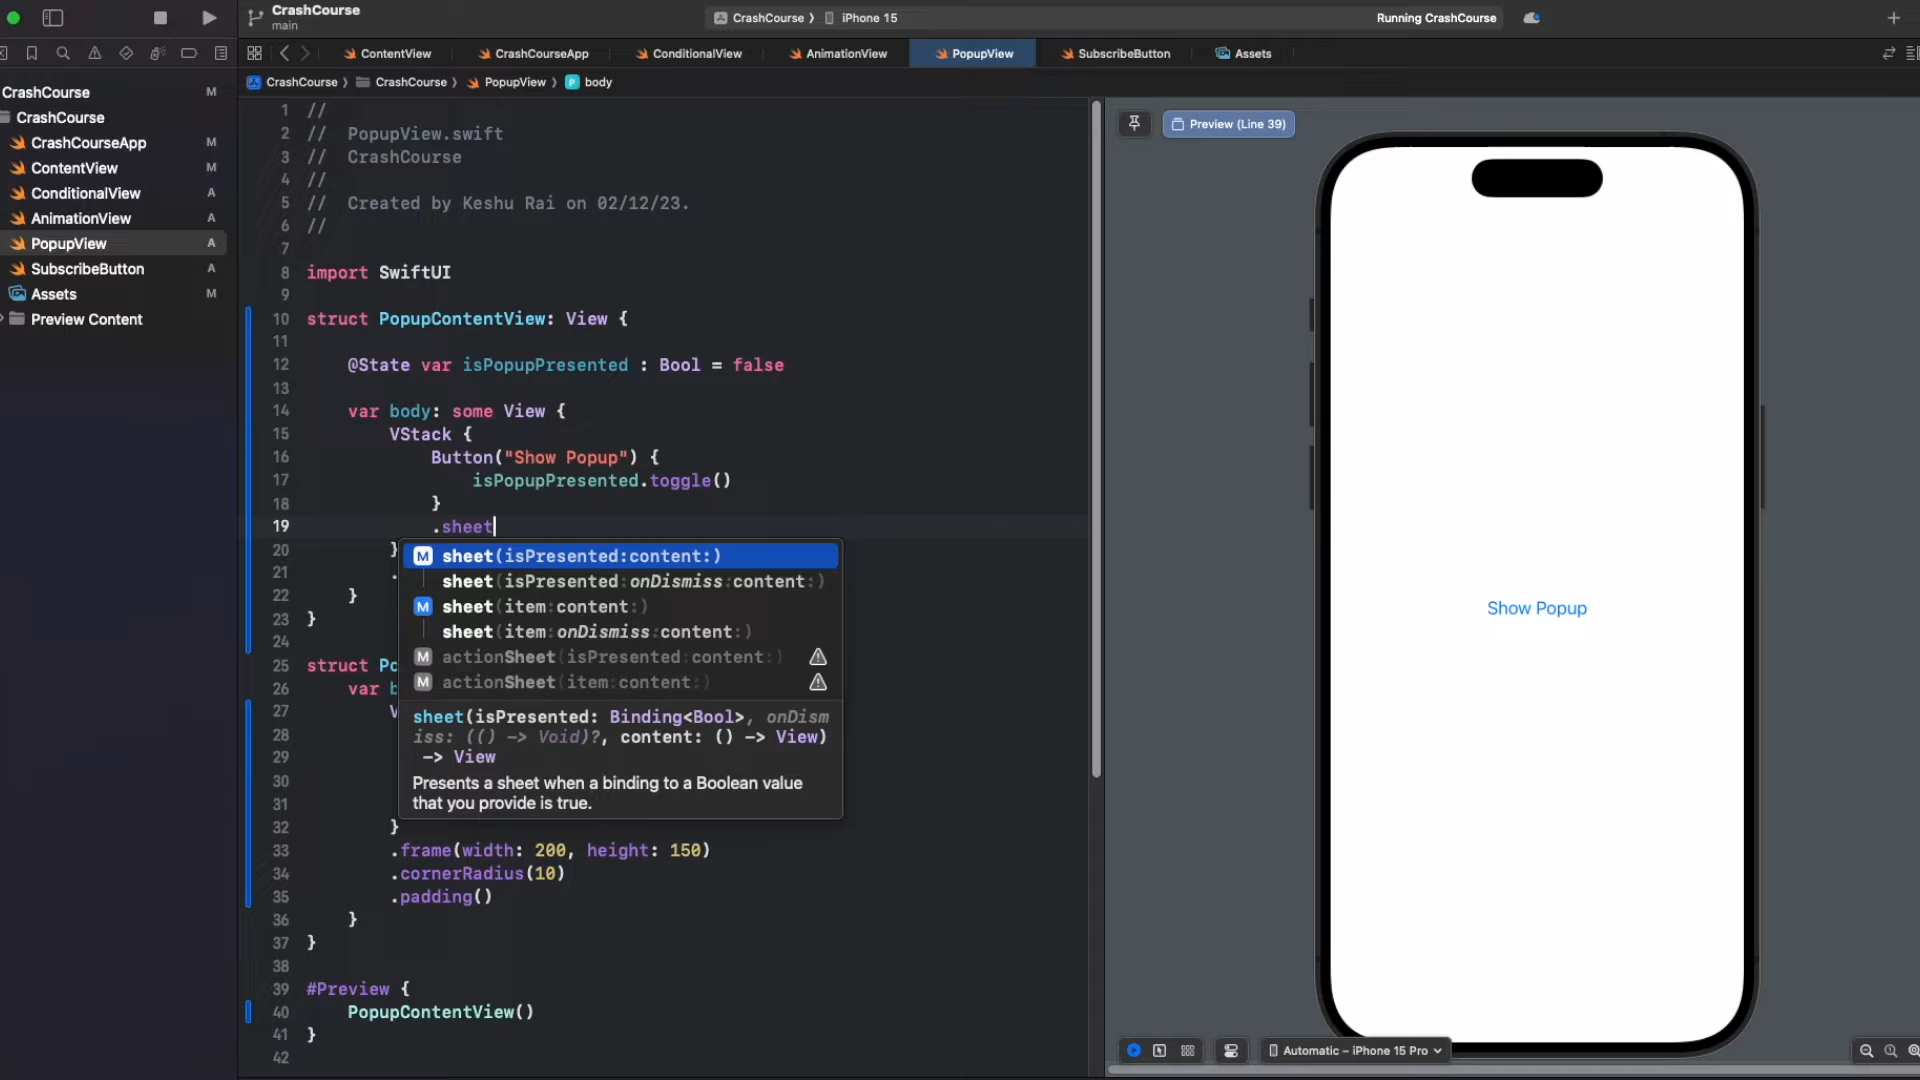 CrashCourse
main
CrashCourse 〉 iPhone 15
Running CrashCourse
ContentView
CrashCourseApp
ConditionalView
AnimationView
PopupView
SubscribeButton
Assets
CrashCourse 〉 CrashCourse 〉 PopupView 〉 P body
CrashCourse M
CrashCourse
CrashCourseApp M
ContentView M
ConditionalView A
AnimationView A
PopupView A
SubscribeButton A
Assets M
Preview Content
1 //
2 // PopupView.swift
3 // CrashCourse
4 //
5 // Created by Keshu Rai on 02/12/23.
6 //
7
8 import SwiftUI
9
10 struct PopupContentView: View {
11
12 @State var isPopupPresented : Bool = false
13
14 var body: some View {
15 VStack {
16 Button("Show Popup") {
17 isPopupPresented.toggle()
18 }
19 .sheet
20 }
21 .
22 }
23 }
24
25 struct Po
26 var b
27 V
28
29
30
31
32 }
33 .frame(width: 200, height: 150)
34 .cornerRadius(10)
35 .padding()
36 }
37 }
38
39 #Preview {
40 PopupContentView()
41 }
42
M sheet(isPresented:content:)
sheet(isPresented:onDismiss:content:)
M sheet(item:content:)
sheet(item:onDismiss:content:)
M actionSheet(isPresented:content:)
M actionSheet(item:content:)
sheet(isPresented: Binding<Bool>, onDism
iss: (() -> Void)?, content: () -> View)
-> View
Presents a sheet when a binding to a Boolean value
that you provide is true.
Preview (Line 39)
Show Popup
Automatic – iPhone 15 Pro